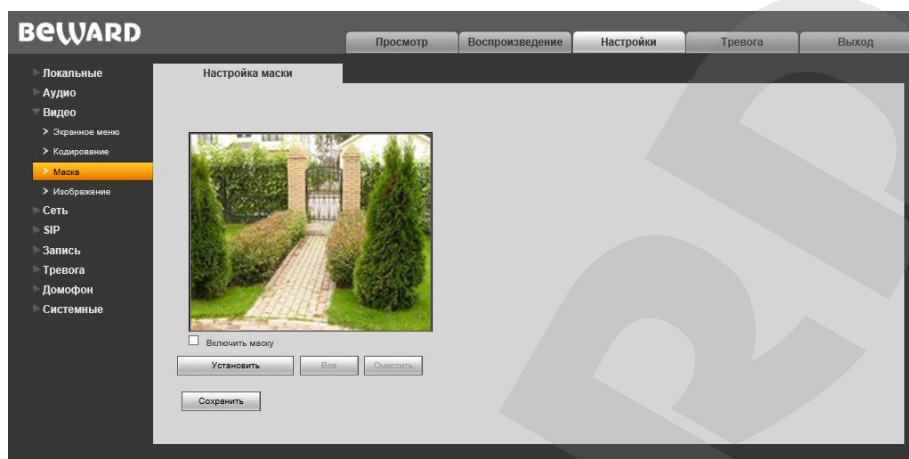 BEWARD
Просмотр
Воспроизведение
Настройки
Тревога
Выход
Локальные
Аудио
Видео
Экранное меню
Кодирование
Маска
Изображение
Сеть
SIP
Запись
Тревога
Домофон
Системные
Настройка маски
Включить маску
Установить
Все
Очистить
Сохранить